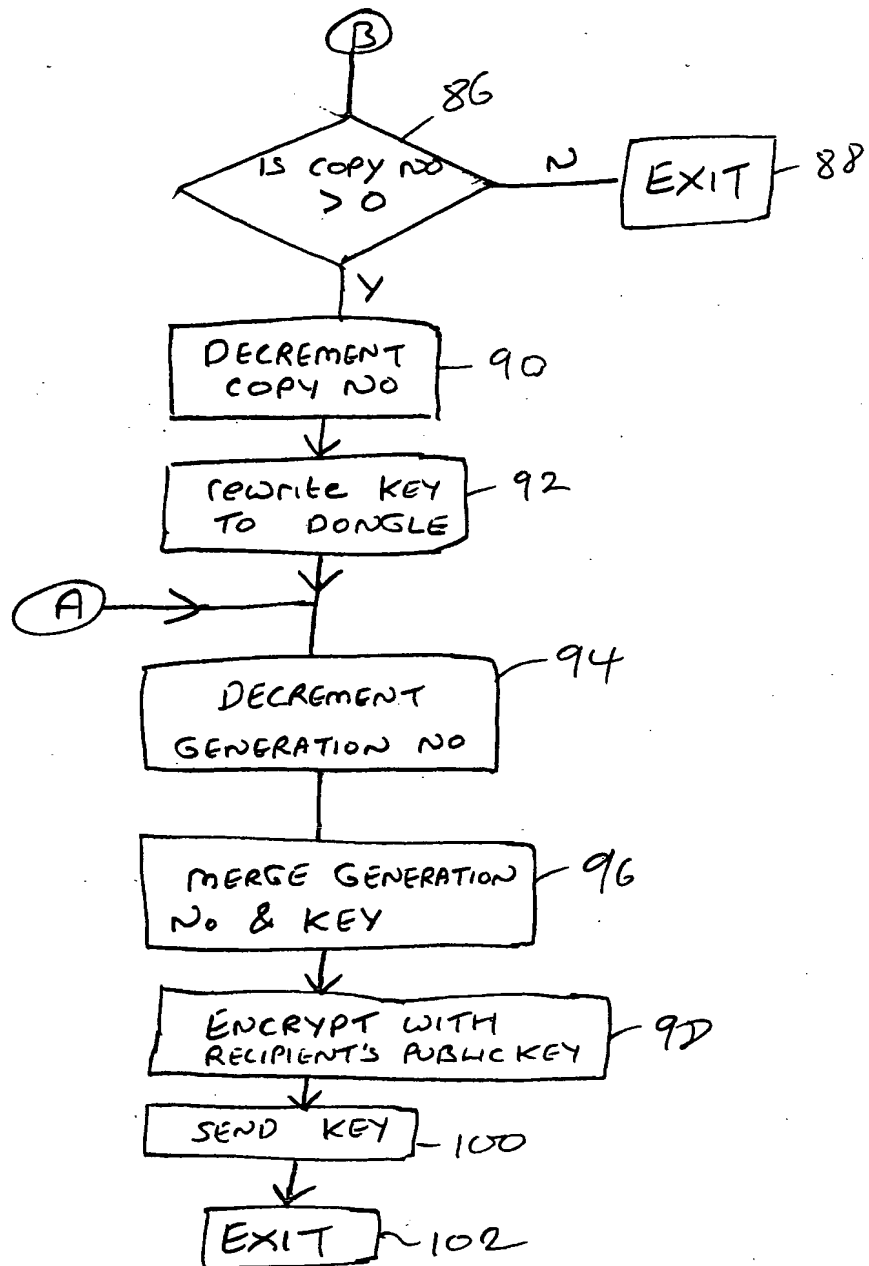 B
86
IS COPY NO
> 0
N
EXIT
88
Y
DECREMENT
COPY NO
90
rewrite KEY
TO DONGLE
92
A
94
DECREMENT
GENERATION NO
MERGE GENERATION
No & KEY
96
ENCRYPT WITH
RECIPIENT'S PUBLIC KEY
9D
SEND KEY
100
EXIT
102